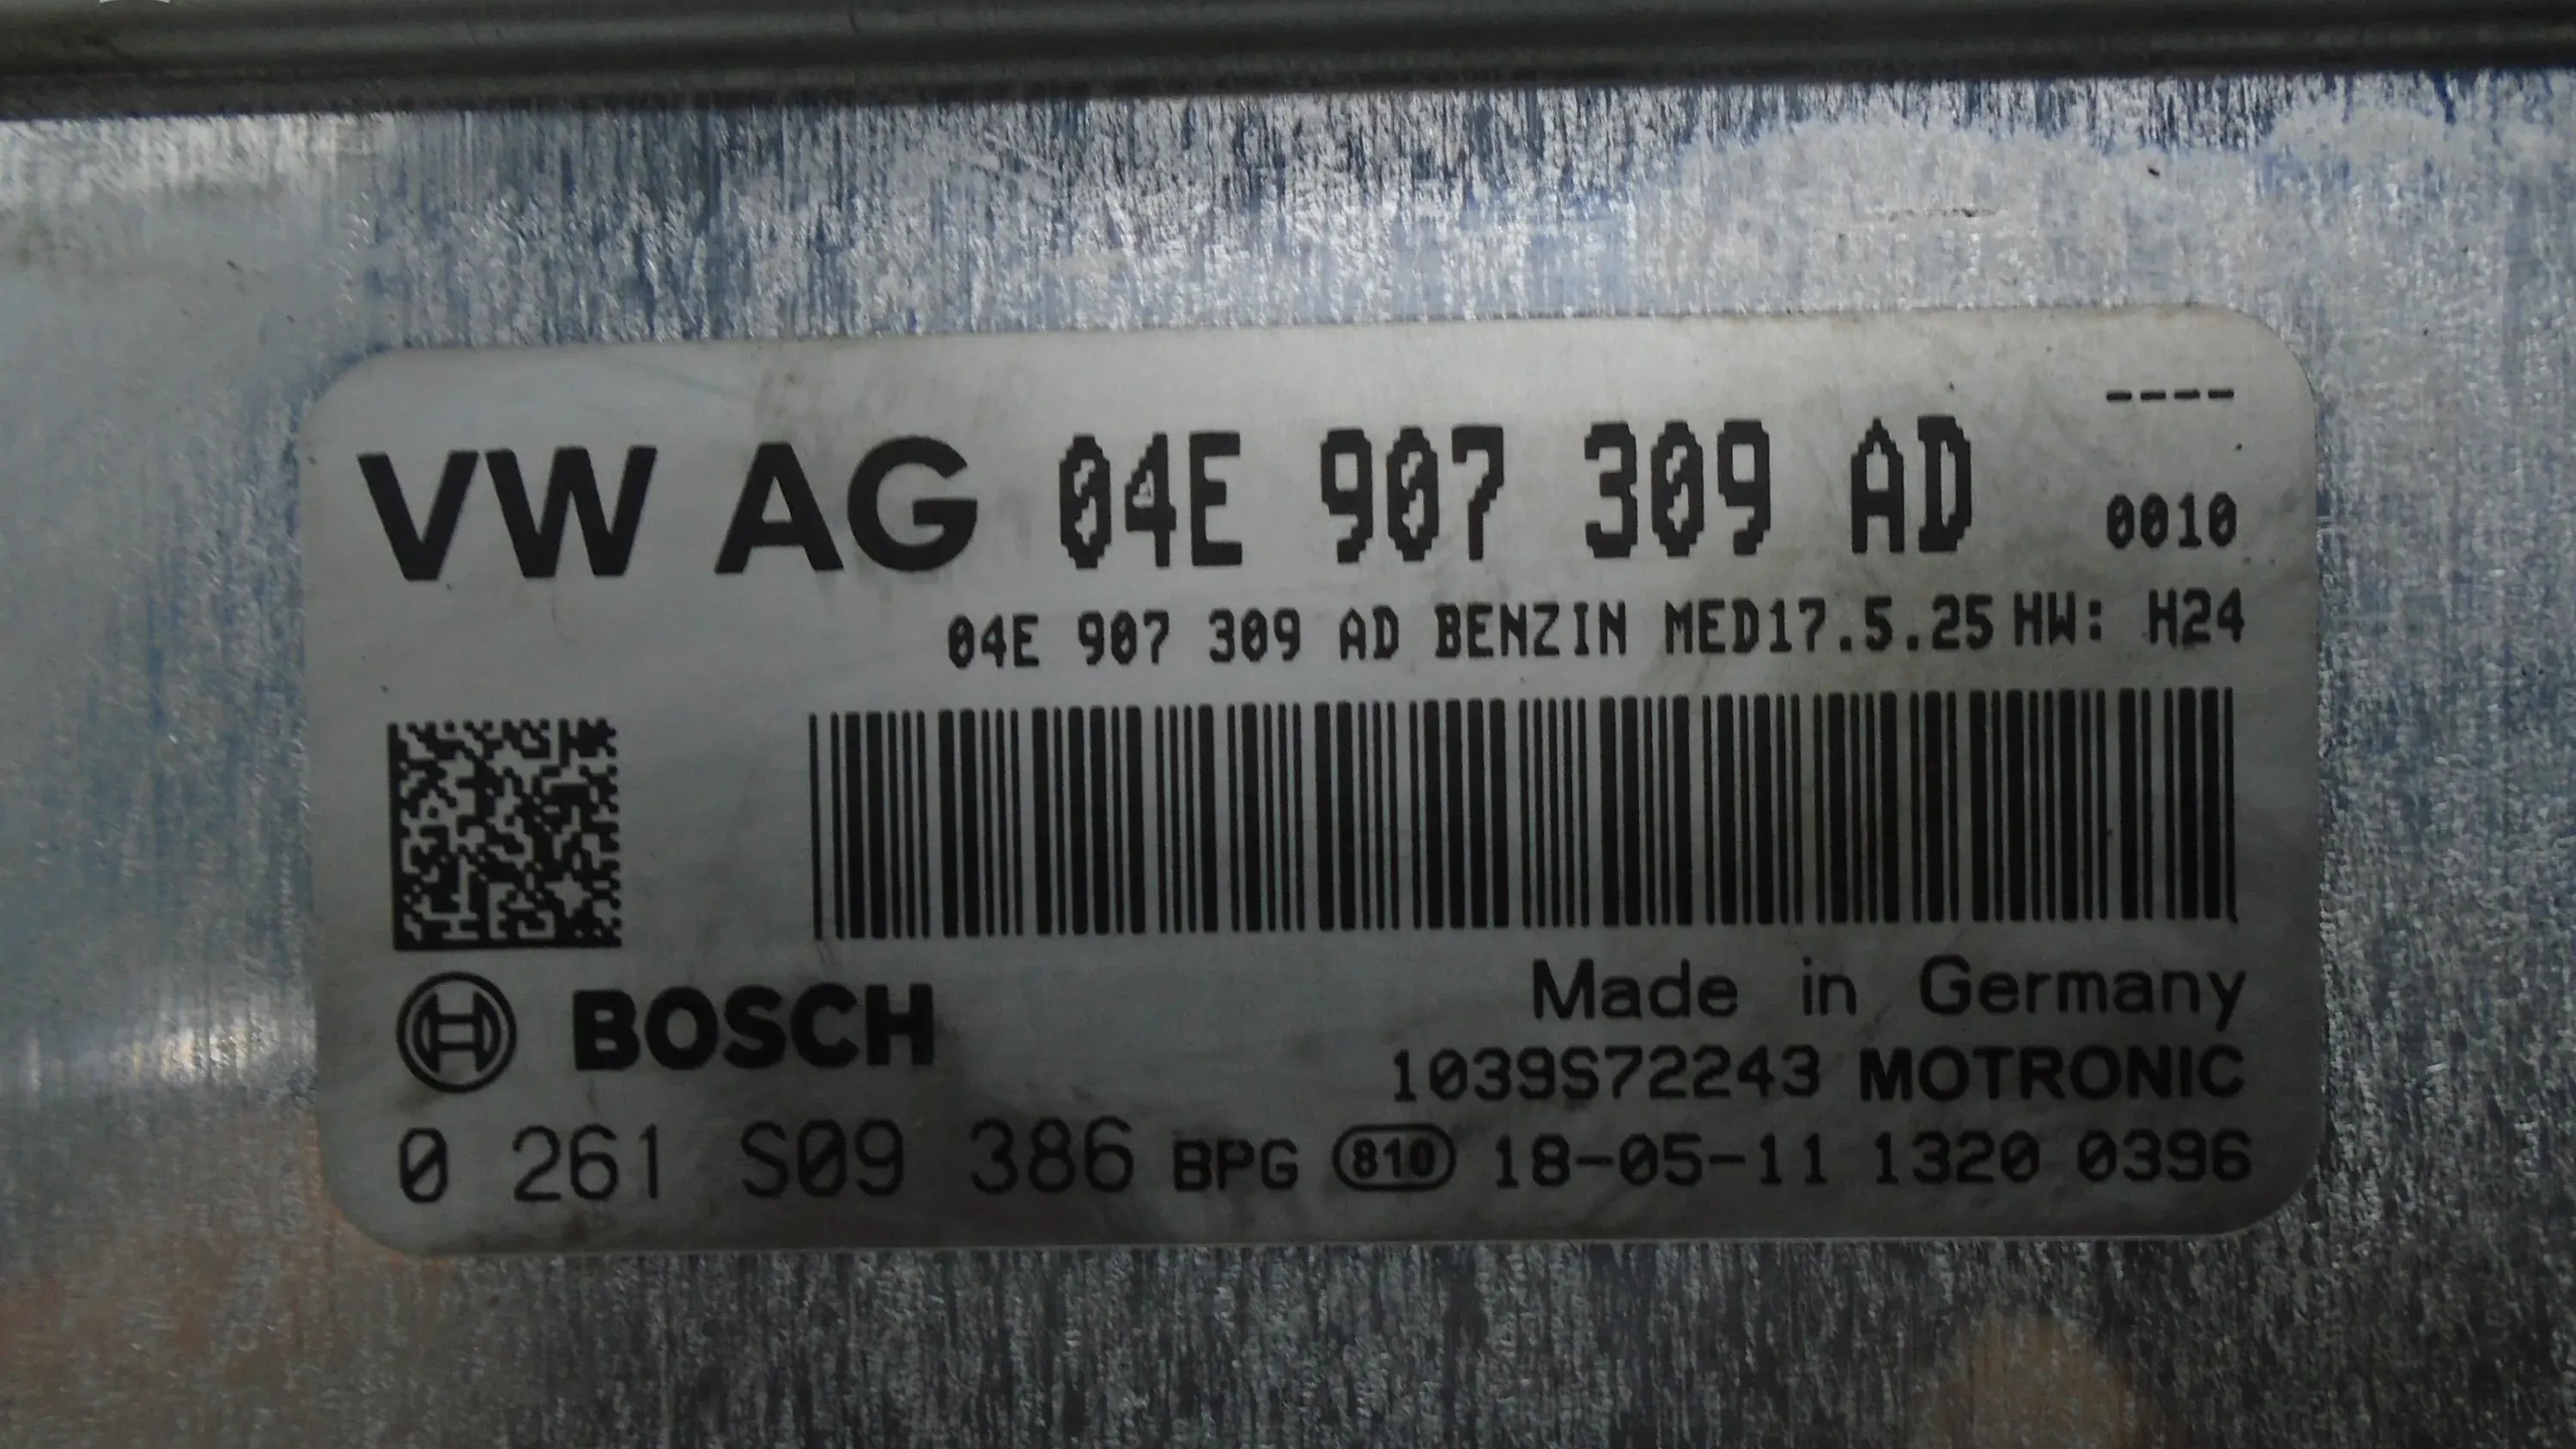 ----
VW AG 04E 907 309 AD 0010
04E 907 309 AD BENZIN MED17.5.25 HW: H24
Made in Germany
BOSCH
1039S72243 MOTRONIC
0 261 S09 386 BPG 810 18-05-11 1320 0396